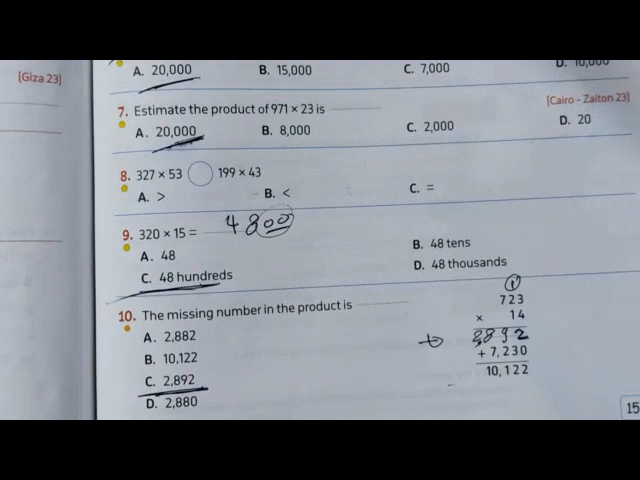 [Giza 23]
A. 20,000 B. 15,000 C. 7,000 D. 10,000
7. Estimate the product of 971 × 23 is
[Cairo - Zaiton 23]
A. 20,000 B. 8,000 C. 2,000 D. 20
8. 327 × 53 199 × 43
A. > B. < C. =
9. 320 × 15 = 4800
A. 48 B. 48 tens
C. 48 hundreds D. 48 thousands
10. The missing number in the product is
A. 2,882
B. 10,122
C. 2,892
D. 2,880
1
723
× 14
2,892
+ 7,230
10,122
15